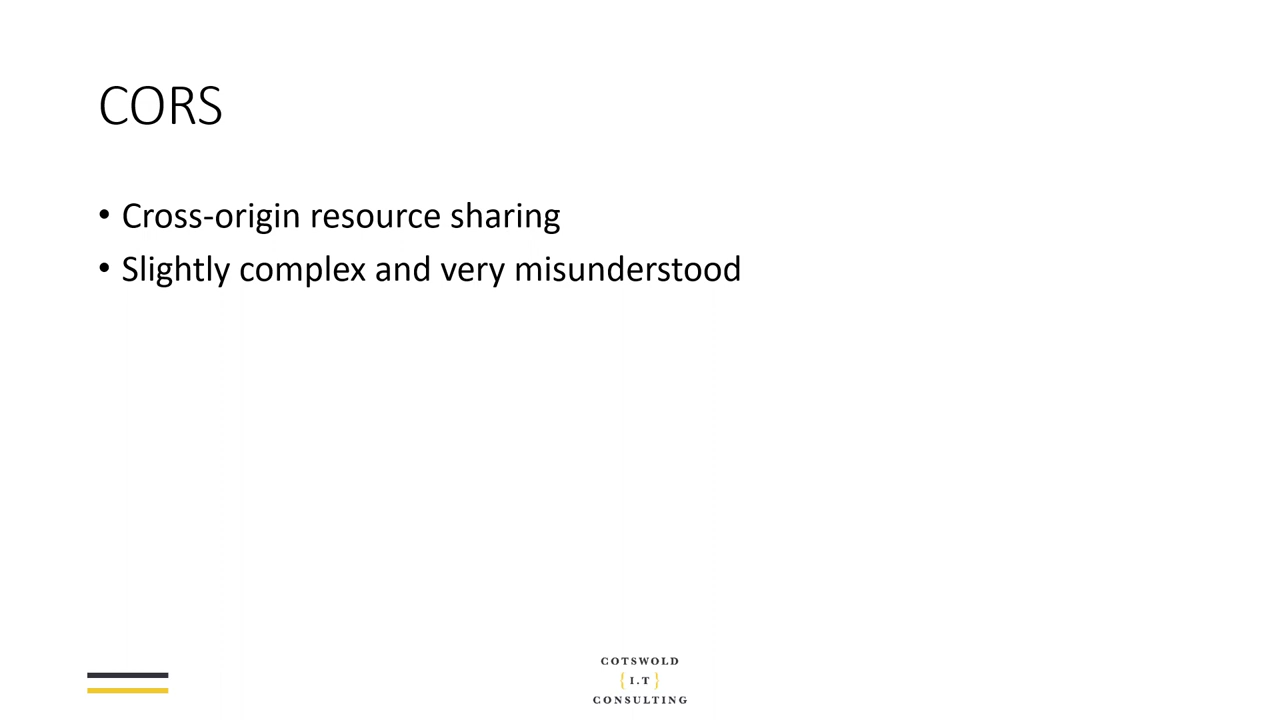 CORS
• Cross-origin resource sharing
• Slightly complex and very misunderstood
COTSWOLD
{ I.T }
CONSULTING